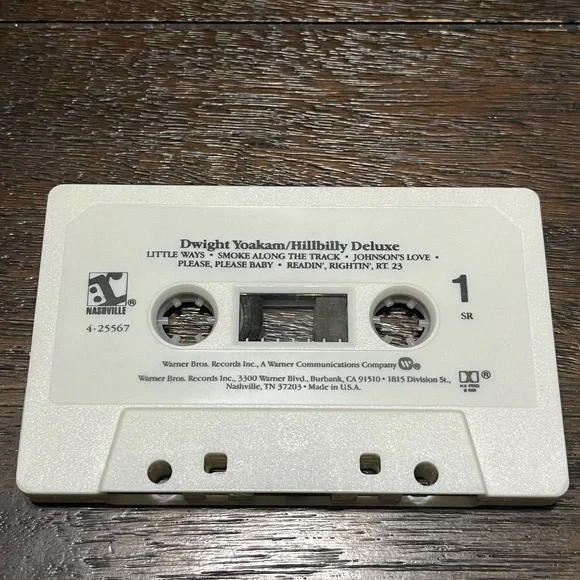 Dwight Yoakam/Hillbilly Deluxe
LITTLE WAYS • SMOKE ALONG THE TRACK • JOHNSON'S LOVE •
PLEASE, PLEASE BABY • READIN', RIGHTIN', RT. 23
NASHVILLE®
4-25567
1
SR
Warner Bros. Records Inc., A Warner Communications Company ®
Warner Bros. Records Inc., 3300 Warner Blvd., Burbank, CA 91510 • 1815 Division St.,
Nashville, TN 37203 • Made in U.S.A.
®
HX PRO